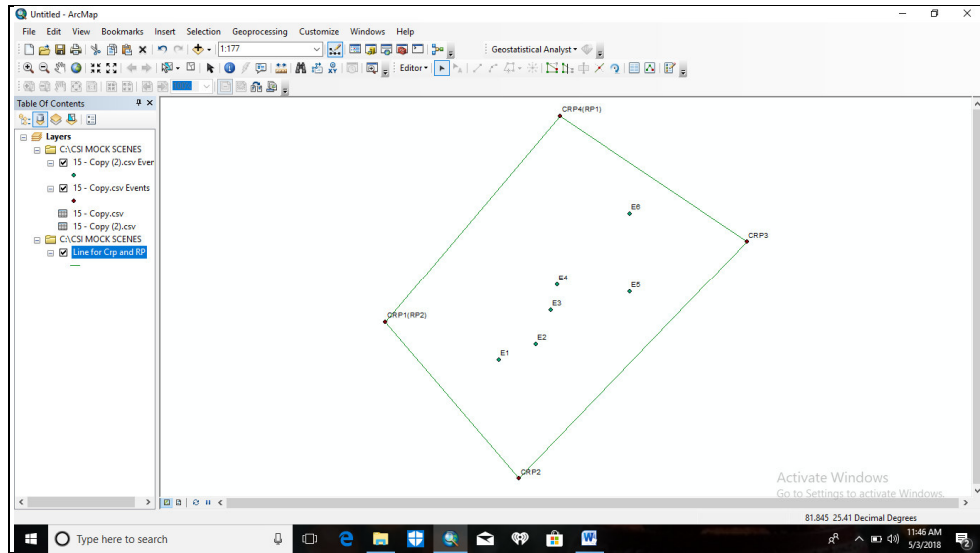 Untitled - ArcMap
File Edit View Bookmarks Insert Selection Geoprocessing Customize Windows Help
1:177
Geostatistical Analyst
Editor
Table Of Contents
Layers
C:\CSI MOCK SCENES
15 - Copy (2).csv Ever
15 - Copy.csv Events
15 - Copy.csv
15 - Copy (2).csv
C:\CSI MOCK SCENES
Line for Crp and RP
CRP4(RP1)
E6
CRP3
E4
E5
E3
CRP1(RP2)
E2
E1
CRP2
Activate Windows
Go to Settings to activate Windows.
81.845 25.41 Decimal Degrees
Type here to search
11:46 AM
5/3/2018